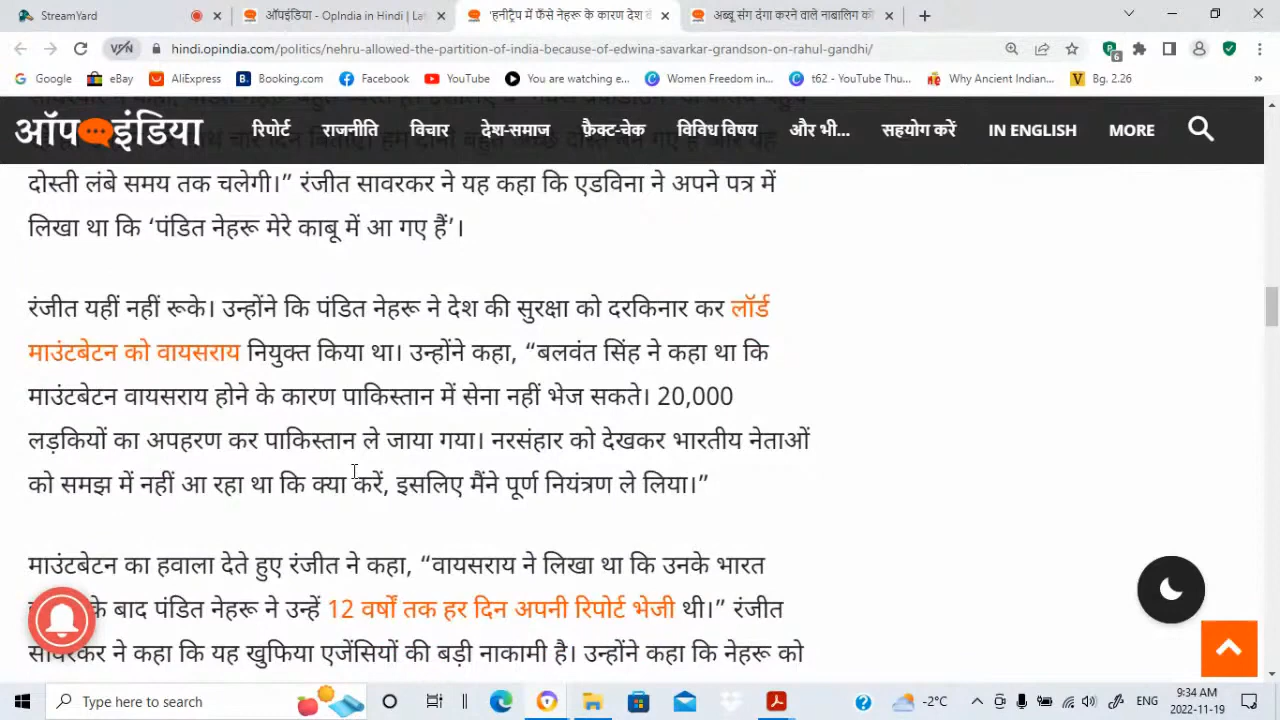 StreamYard
ऑपइंडिया - OpIndia in Hindi | Lat
'हनीट्रैप में फँसे नेहरू के कारण देश
अब्बू संग दंगा करने वाले नाबालिग को
VPN
hindi.opindia.com/politics/nehru-allowed-the-partition-of-india-because-of-edwina-savarkar-grandson-on-rahul-gandhi/
6
Google
eBay
AliExpress
B. Booking.com
Facebook
YouTube
You are watching e...
Women Freedom in...
t62 - YouTube Thu...
Why Ancient Indian...
V Bg. 2.26
»
ऑपइंडिया
रिपोर्ट राजनीति विचार देश-समाज फ़ैक्ट-चेक विविध विषय और भी... सहयोग करें IN ENGLISH MORE
दोस्ती लंबे समय तक चलेगी।” रंजीत सावरकर ने यह कहा कि एडविना ने अपने पत्र में
लिखा था कि ‘पंडित नेहरू मेरे काबू में आ गए हैं’।
रंजीत यहीं नहीं रूके। उन्होंने कि पंडित नेहरू ने देश की सुरक्षा को दरकिनार कर लॉर्ड
माउंटबेटन को वायसराय नियुक्त किया था। उन्होंने कहा, “बलवंत सिंह ने कहा था कि
माउंटबेटन वायसराय होने के कारण पाकिस्तान में सेना नहीं भेज सकते। 20,000
लड़कियों का अपहरण कर पाकिस्तान ले जाया गया। नरसंहार को देखकर भारतीय नेताओं
को समझ में नहीं आ रहा था कि क्या करें, इसलिए मैंने पूर्ण नियंत्रण ले लिया।”
माउंटबेटन का हवाला देते हुए रंजीत ने कहा, “वायसराय ने लिखा था कि उनके भारत
के बाद पंडित नेहरू ने उन्हें 12 वर्षों तक हर दिन अपनी रिपोर्ट भेजी थी।” रंजीत
सावरकर ने कहा कि यह खुफिया एजेंसियों की बड़ी नाकामी है। उन्होंने कहा कि नेहरू को
Type here to search
-2°C
ENG
9:34 AM
2022-11-19